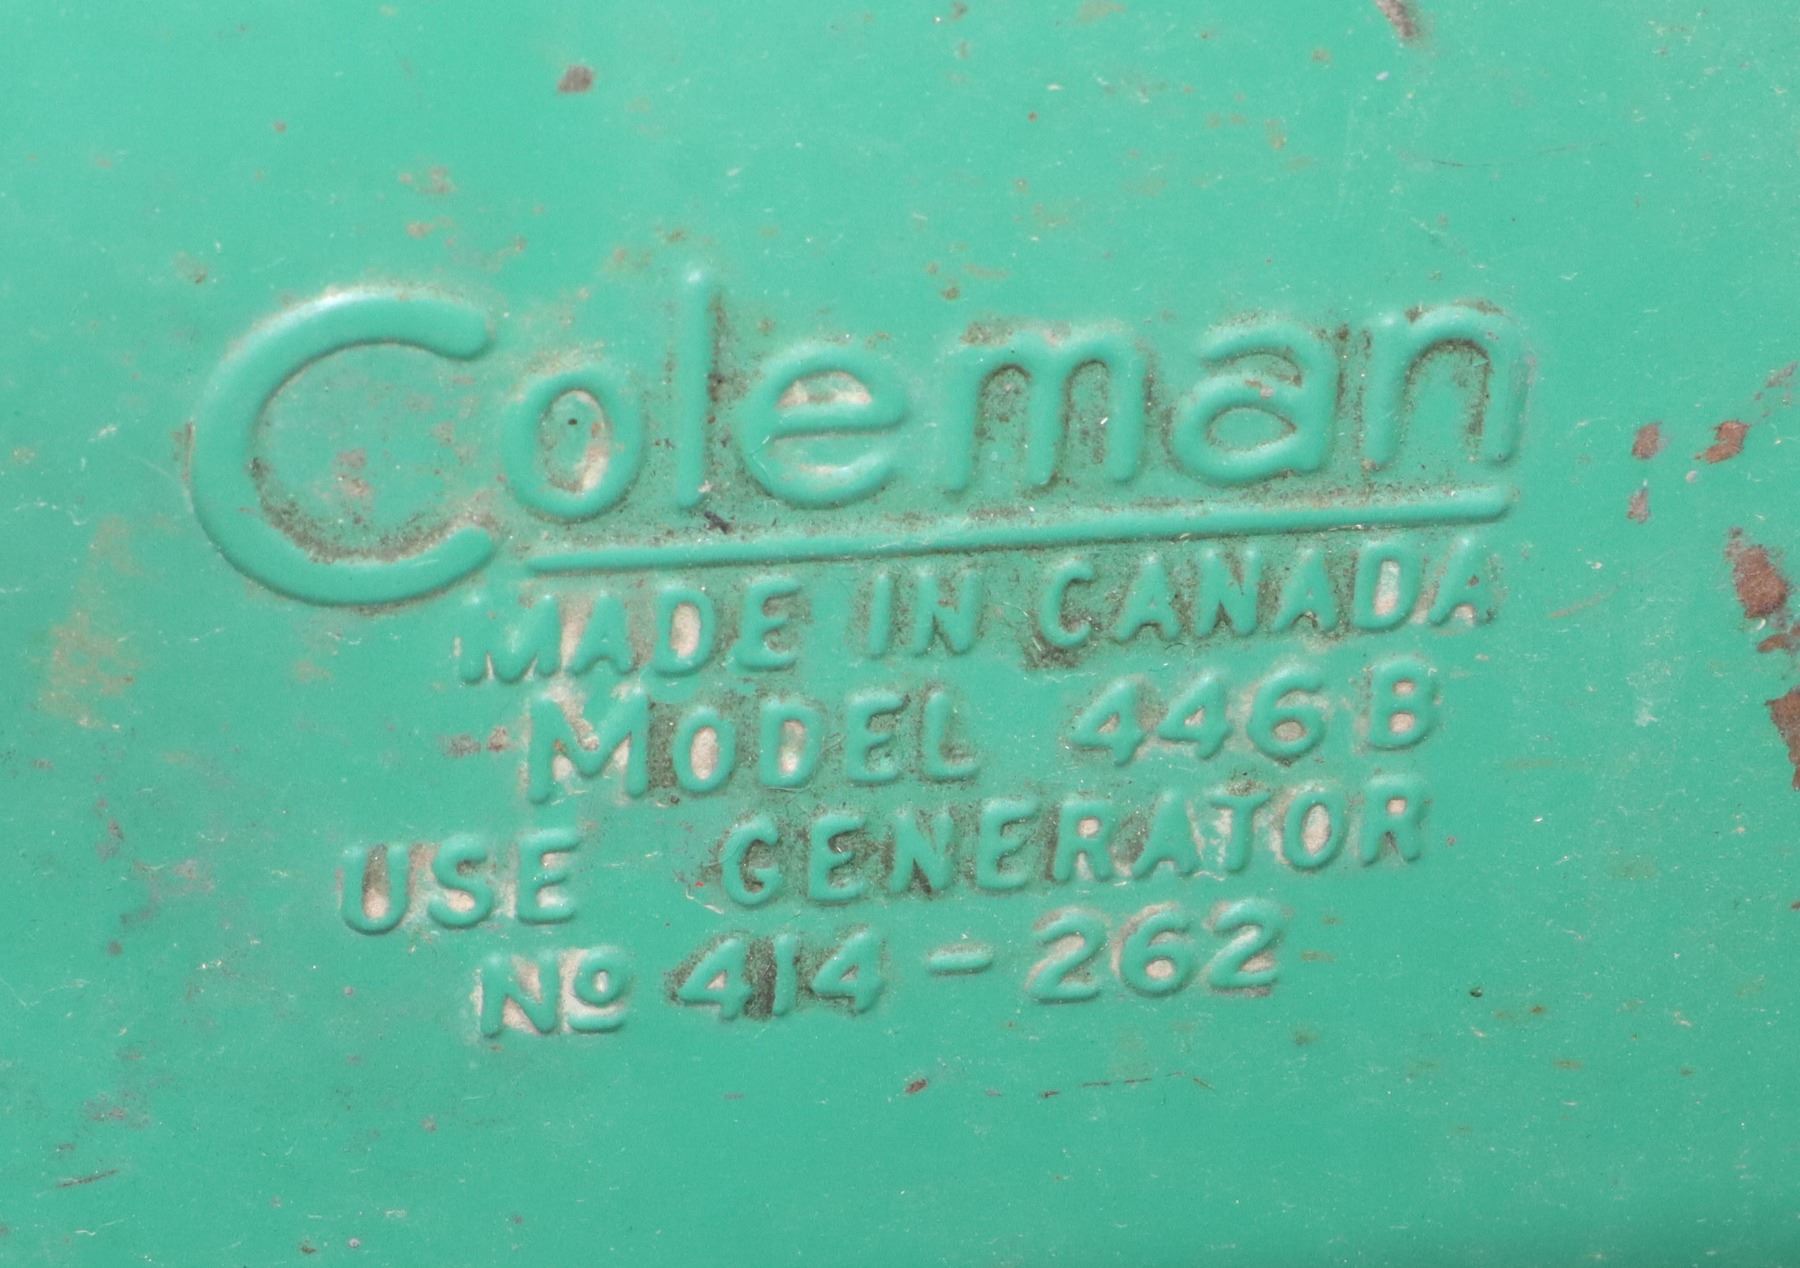 Coleman
MADE IN CANADA
MODEL 446B
USE GENERATOR
Nº 414-262